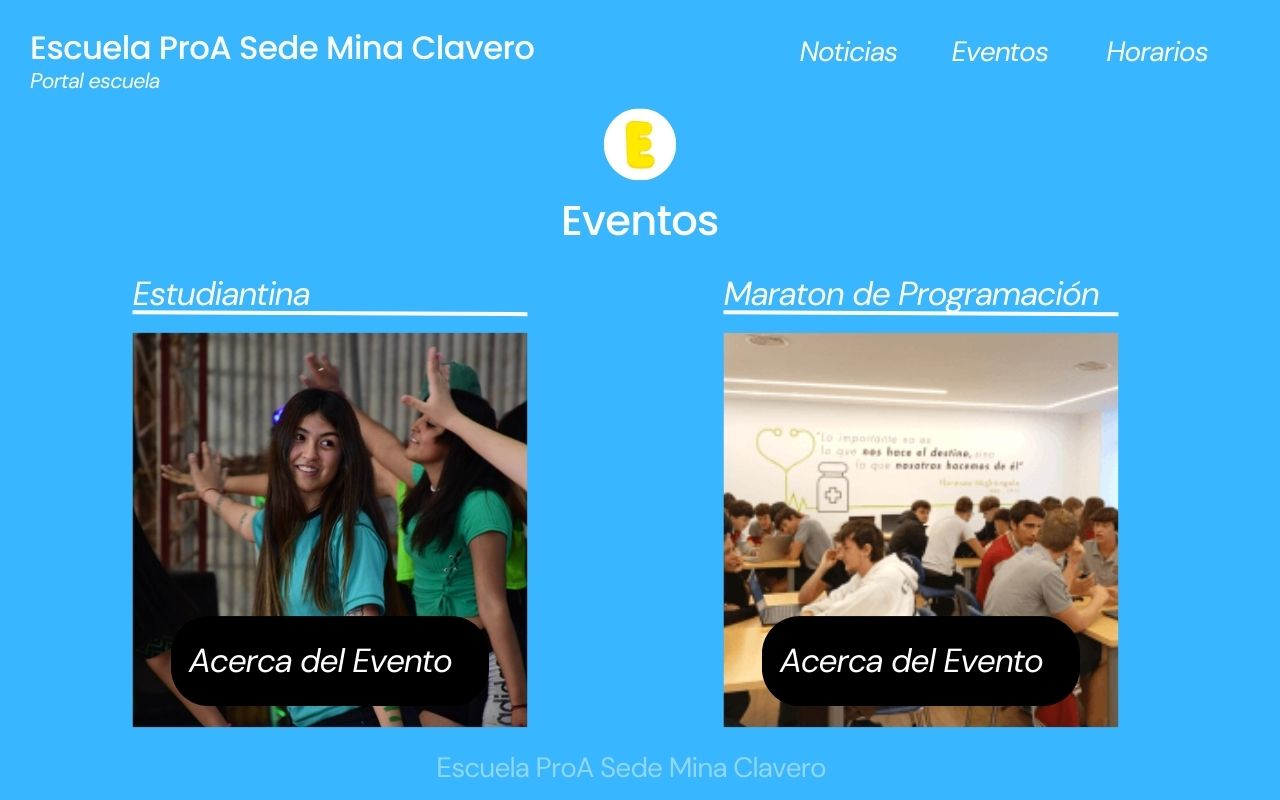 Escuela ProA Sede Mina Clavero
Portal escuela
Noticias
Eventos
Horarios
E
Eventos
Estudiantina
Maraton de Programación
"Lo importante no es
lo que nos hace el destino, sino
lo que nosotros hacemos de él"
Florence Nightingale
Acerca del Evento
Acerca del Evento
Escuela ProA Sede Mina Clavero